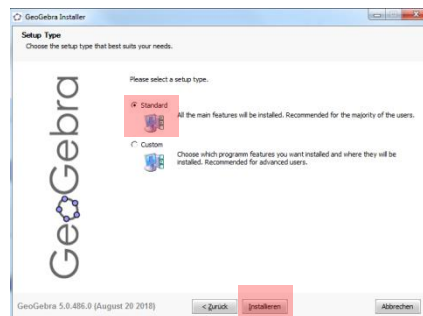 GeoGebra Installer
Setup Type
Choose the setup type that best suits your needs.
GeoGebra
Please select a setup type.
Standard
All the main features will be installed. Recommended for the majority of the users.
Custom
Choose which programm features you want installed and where they will be
installed. Recommended for advanced users.
GeoGebra 5.0.486.0 (August 20 2018)
< Zurück
Installieren
Abbrechen